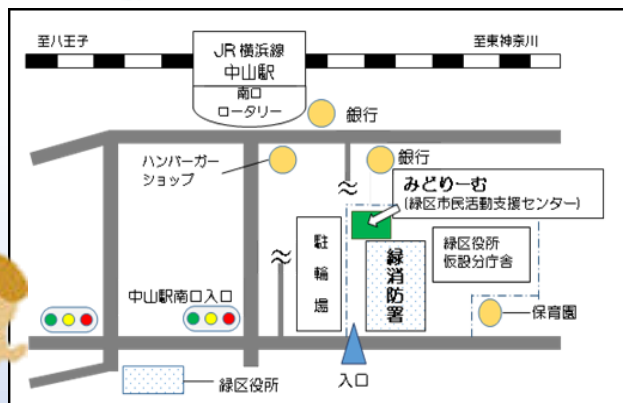 至八王子
JR 横浜線
中山駅
至東神奈川
南口
ロータリー
銀行
ハンバーガー
ショップ
銀行
みどりーむ
(緑区市民活動支援センター)
駐輪場
緑消防署
緑区役所
仮設分庁舎
中山駅南口入口
保育園
緑区役所
入口